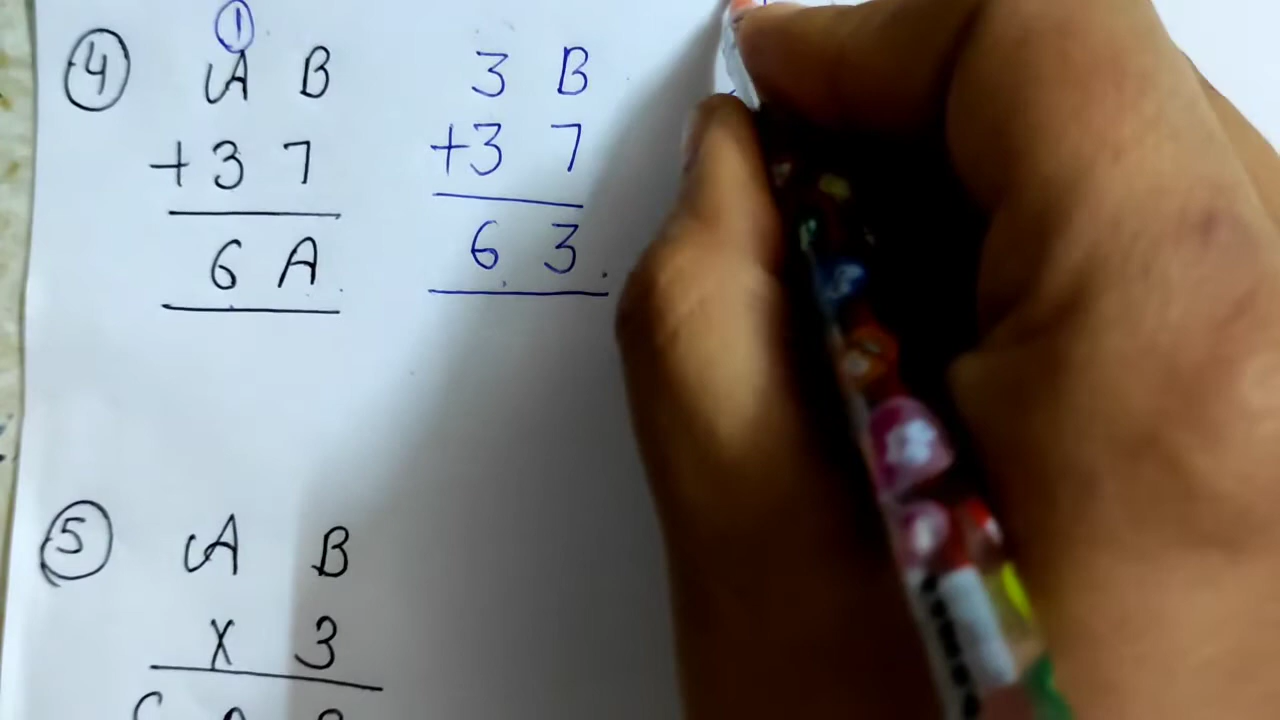 ①
④ A B 3 B
+ 3 7 +3 7
6 A 6 3
⑤ A B
X 3